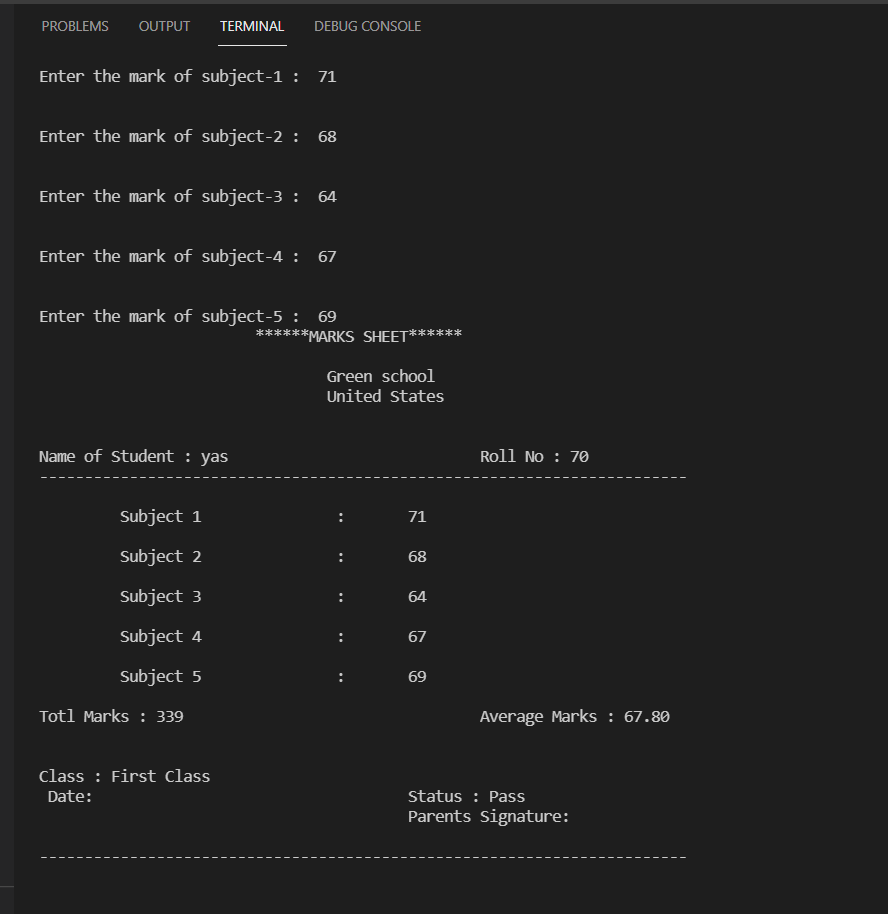 PROBLEMS OUTPUT TERMINAL DEBUG CONSOLE
Enter the mark of subject-1 : 71
Enter the mark of subject-2 : 68
Enter the mark of subject-3 : 64
Enter the mark of subject-4 : 67
Enter the mark of subject-5 : 69
******MARKS SHEET******
Green school
United States
Name of Student : yas Roll No : 70
------------------------------------------------------------------------
Subject 1 : 71
Subject 2 : 68
Subject 3 : 64
Subject 4 : 67
Subject 5 : 69
Totl Marks : 339 Average Marks : 67.80
Class : First Class
Date: Status : Pass
Parents Signature:
------------------------------------------------------------------------